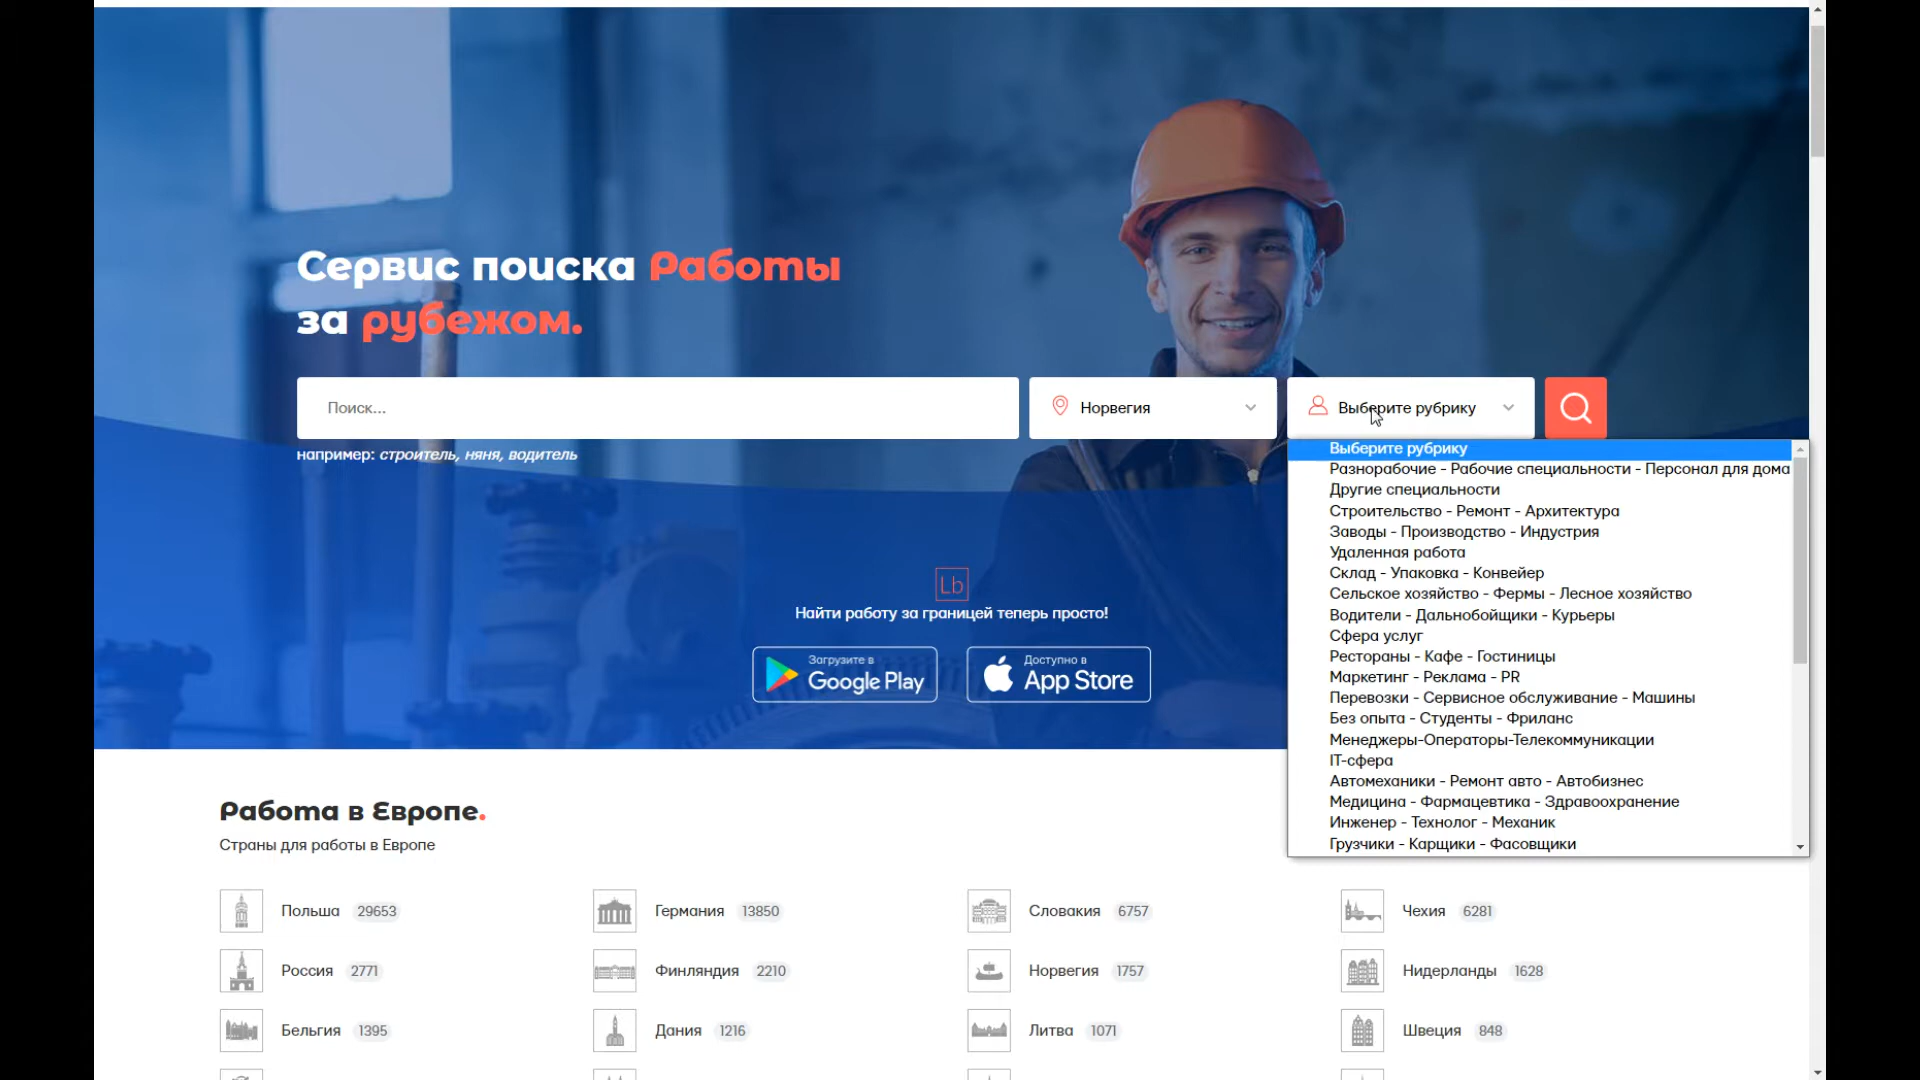 Сервис поиска Работы
за рубежом.
Поиск...
Норвегия
Выберите рубрику
например: строитель, няня, водитель
Выберите рубрику
Разнорабочие - Рабочие специальности - Персонал для дома
Другие специальности
Строительство - Ремонт - Архитектура
Заводы - Производство - Индустрия
Удаленная работа
Склад - Упаковка - Конвейер
Сельское хозяйство - Фермы - Лесное хозяйство
Водители - Дальнобойщики - Курьеры
Сфера услуг
Рестораны - Кафе - Гостиницы
Маркетинг - Реклама - PR
Перевозки - Сервисное обслуживание - Машины
Без опыта - Студенты - Фриланс
Менеджеры-Операторы-Телекоммуникации
IT-сфера
Автомеханики - Ремонт авто - Автобизнес
Медицина - Фармацевтика - Здравоохранение
Инженер - Технолог - Механик
Грузчики - Карщики - Фасовщики
Lb
Найти работу за границей теперь просто!
Загрузите в
Google Play
Доступно в
App Store
Работа в Европе.
Страны для работы в Европе
Польша 29653
Германия 13850
Словакия 6757
Чехия 6281
Россия 2771
Финляндия 2210
Норвегия 1757
Нидерланды 1628
Бельгия 1395
Дания 1216
Литва 1071
Швеция 848